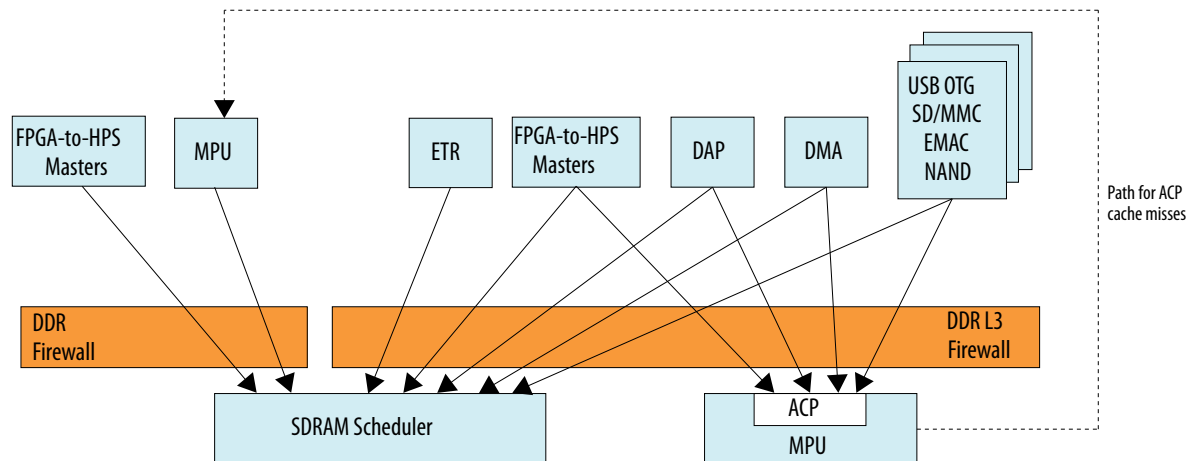 USB OTG
SD/MMC
EMAC
NAND
FPGA-to-HPS
Masters
MPU
ETR
FPGA-to-HPS
Masters
DAP
DMA
Path for ACP
cache misses
DDR
Firewall
DDR L3
Firewall
SDRAM Scheduler
ACP
MPU